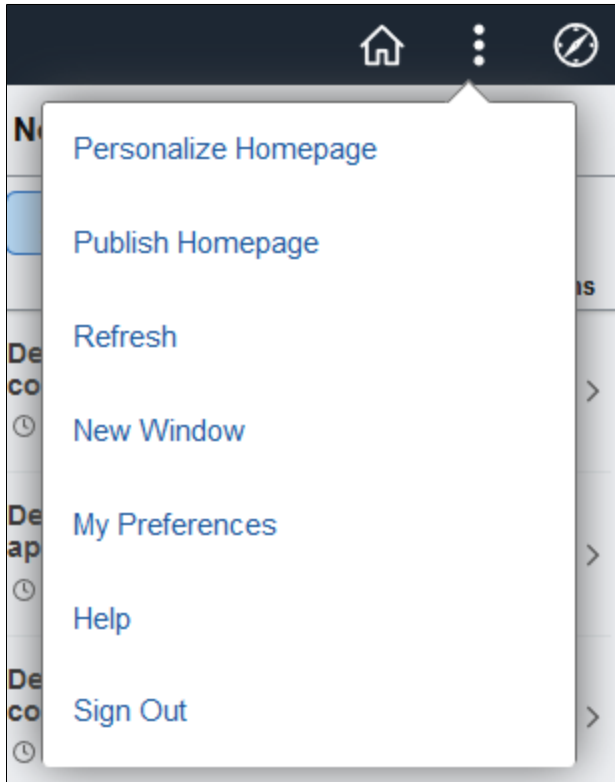 Personalize Homepage
Publish Homepage
Refresh
New Window
My Preferences
Help
Sign Out